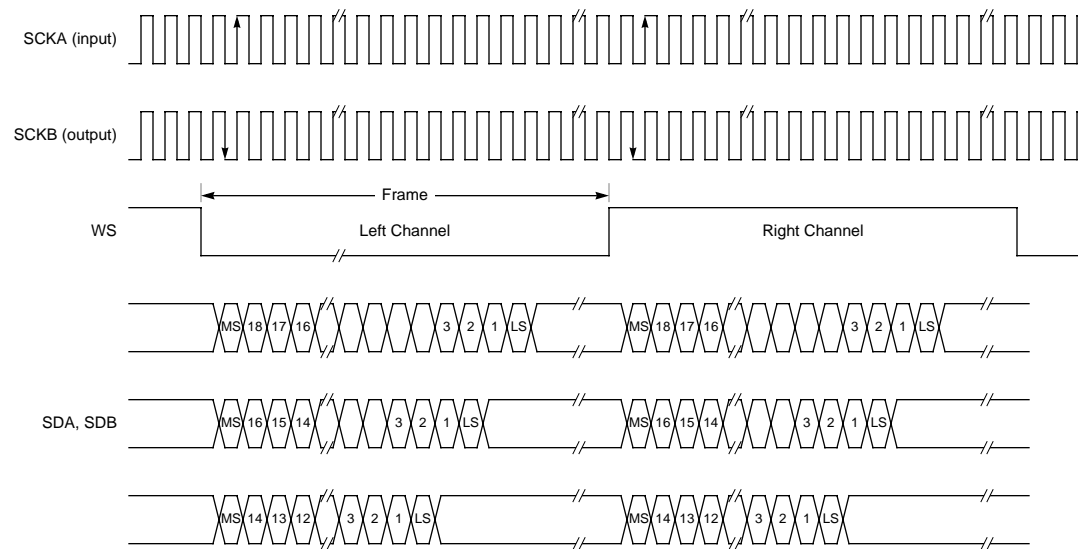 SCKA (input)
SCKB (output)
Frame
WS
Left Channel
Right Channel
MS 18 17 16 3 2 1 LS MS 18 17 16 3 2 1 LS
SDA, SDB
MS 16 15 14 3 2 1 LS MS 16 15 14 3 2 1 LS
MS 14 13 12 3 2 1 LS MS 14 13 12 3 2 1 LS